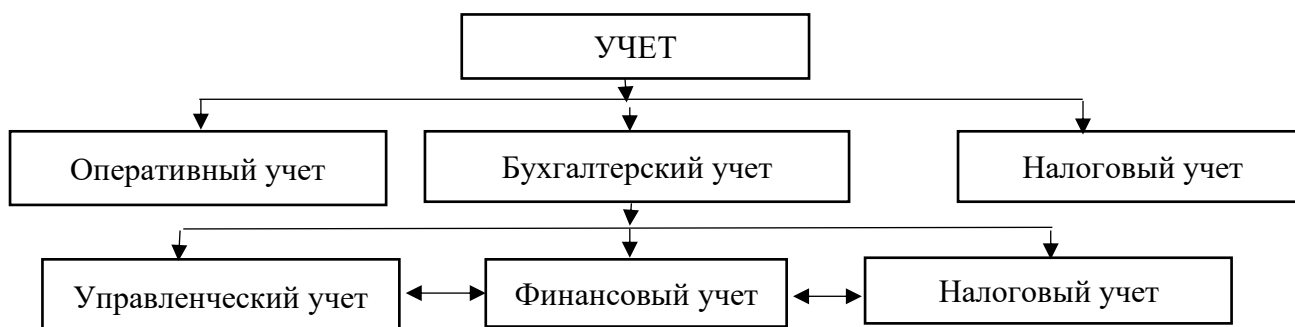 УЧЕТ
Оперативный учет
Бухгалтерский учет
Налоговый учет
Управленческий учет
Финансовый учет
Налоговый учет